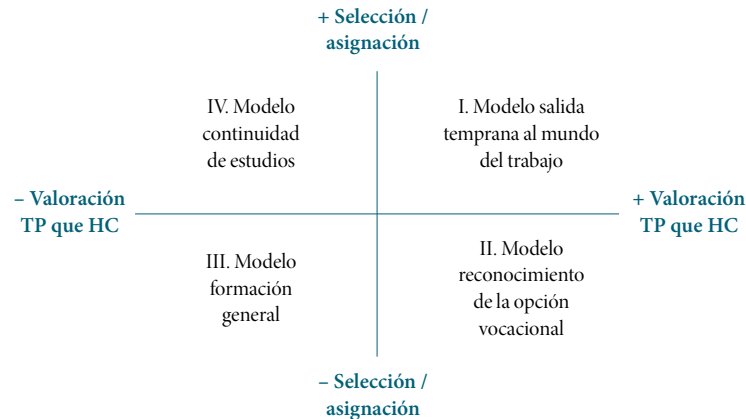 + Selección /
asignación
IV. Modelo
continuidad
de estudios
I. Modelo salida
temprana al mundo
del trabajo
– Valoración
TP que HC
+ Valoración
TP que HC
III. Modelo
formación
general
II. Modelo
reconocimiento
de la opción
vocacional
– Selección /
asignación